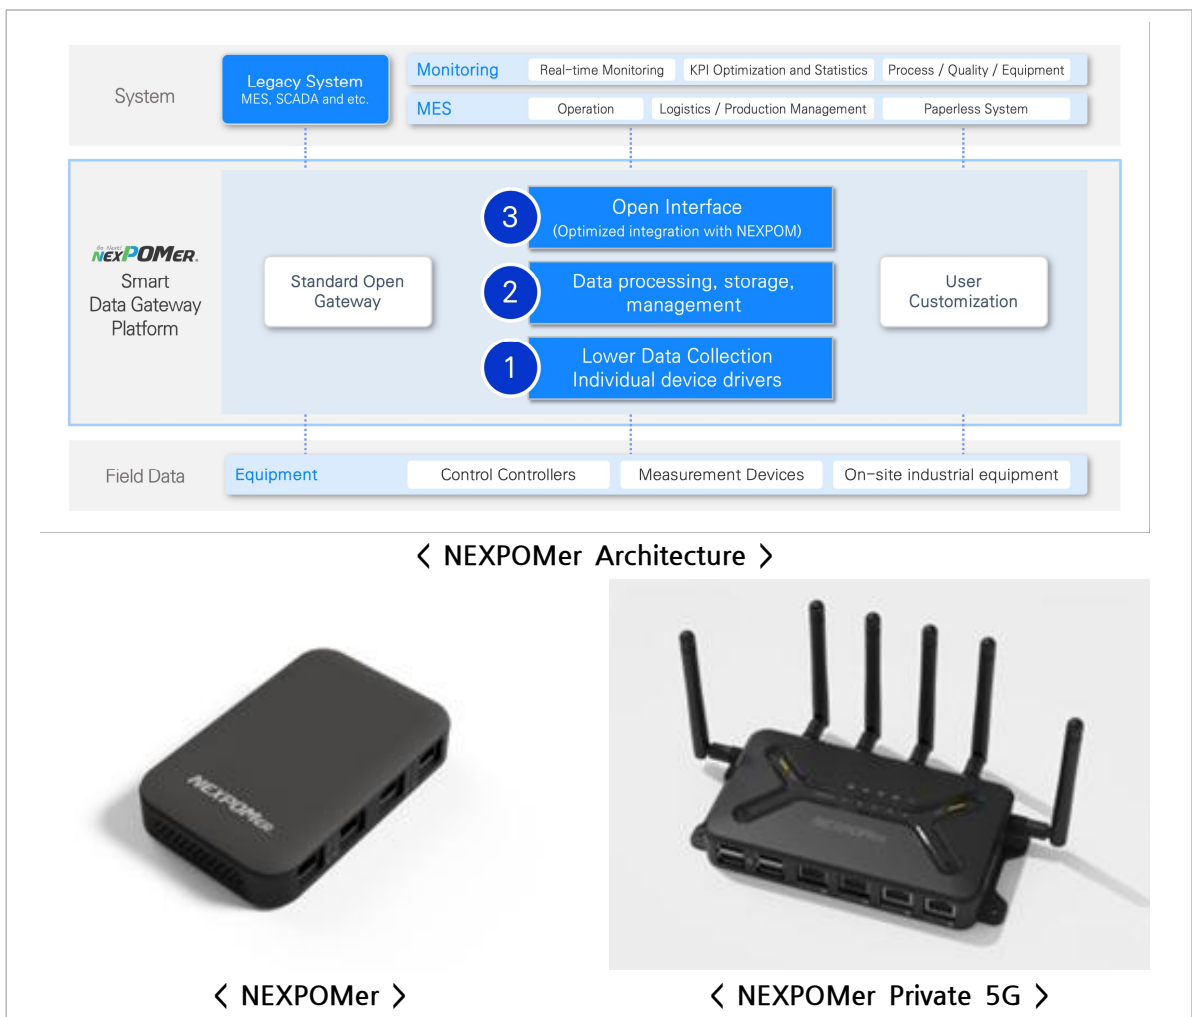 System
Legacy System
MES, SCADA and etc.
Monitoring
Real-time Monitoring
KPI Optimization and Statistics
Process / Quality / Equipment
MES
Operation
Logistics / Production Management
Paperless System
Go Next!
NEXPOMER.
Smart
Data Gateway
Platform
Standard Open
Gateway
3
Open Interface
(Optimized integration with NEXPOM)
2
Data processing, storage,
management
1
Lower Data Collection
Individual device drivers
User
Customization
Field Data
Equipment
Control Controllers
Measurement Devices
On-site industrial equipment
< NEXPOMer Architecture >
NEXPOMER
NEXPOMER
< NEXPOMer >
< NEXPOMer Private 5G >